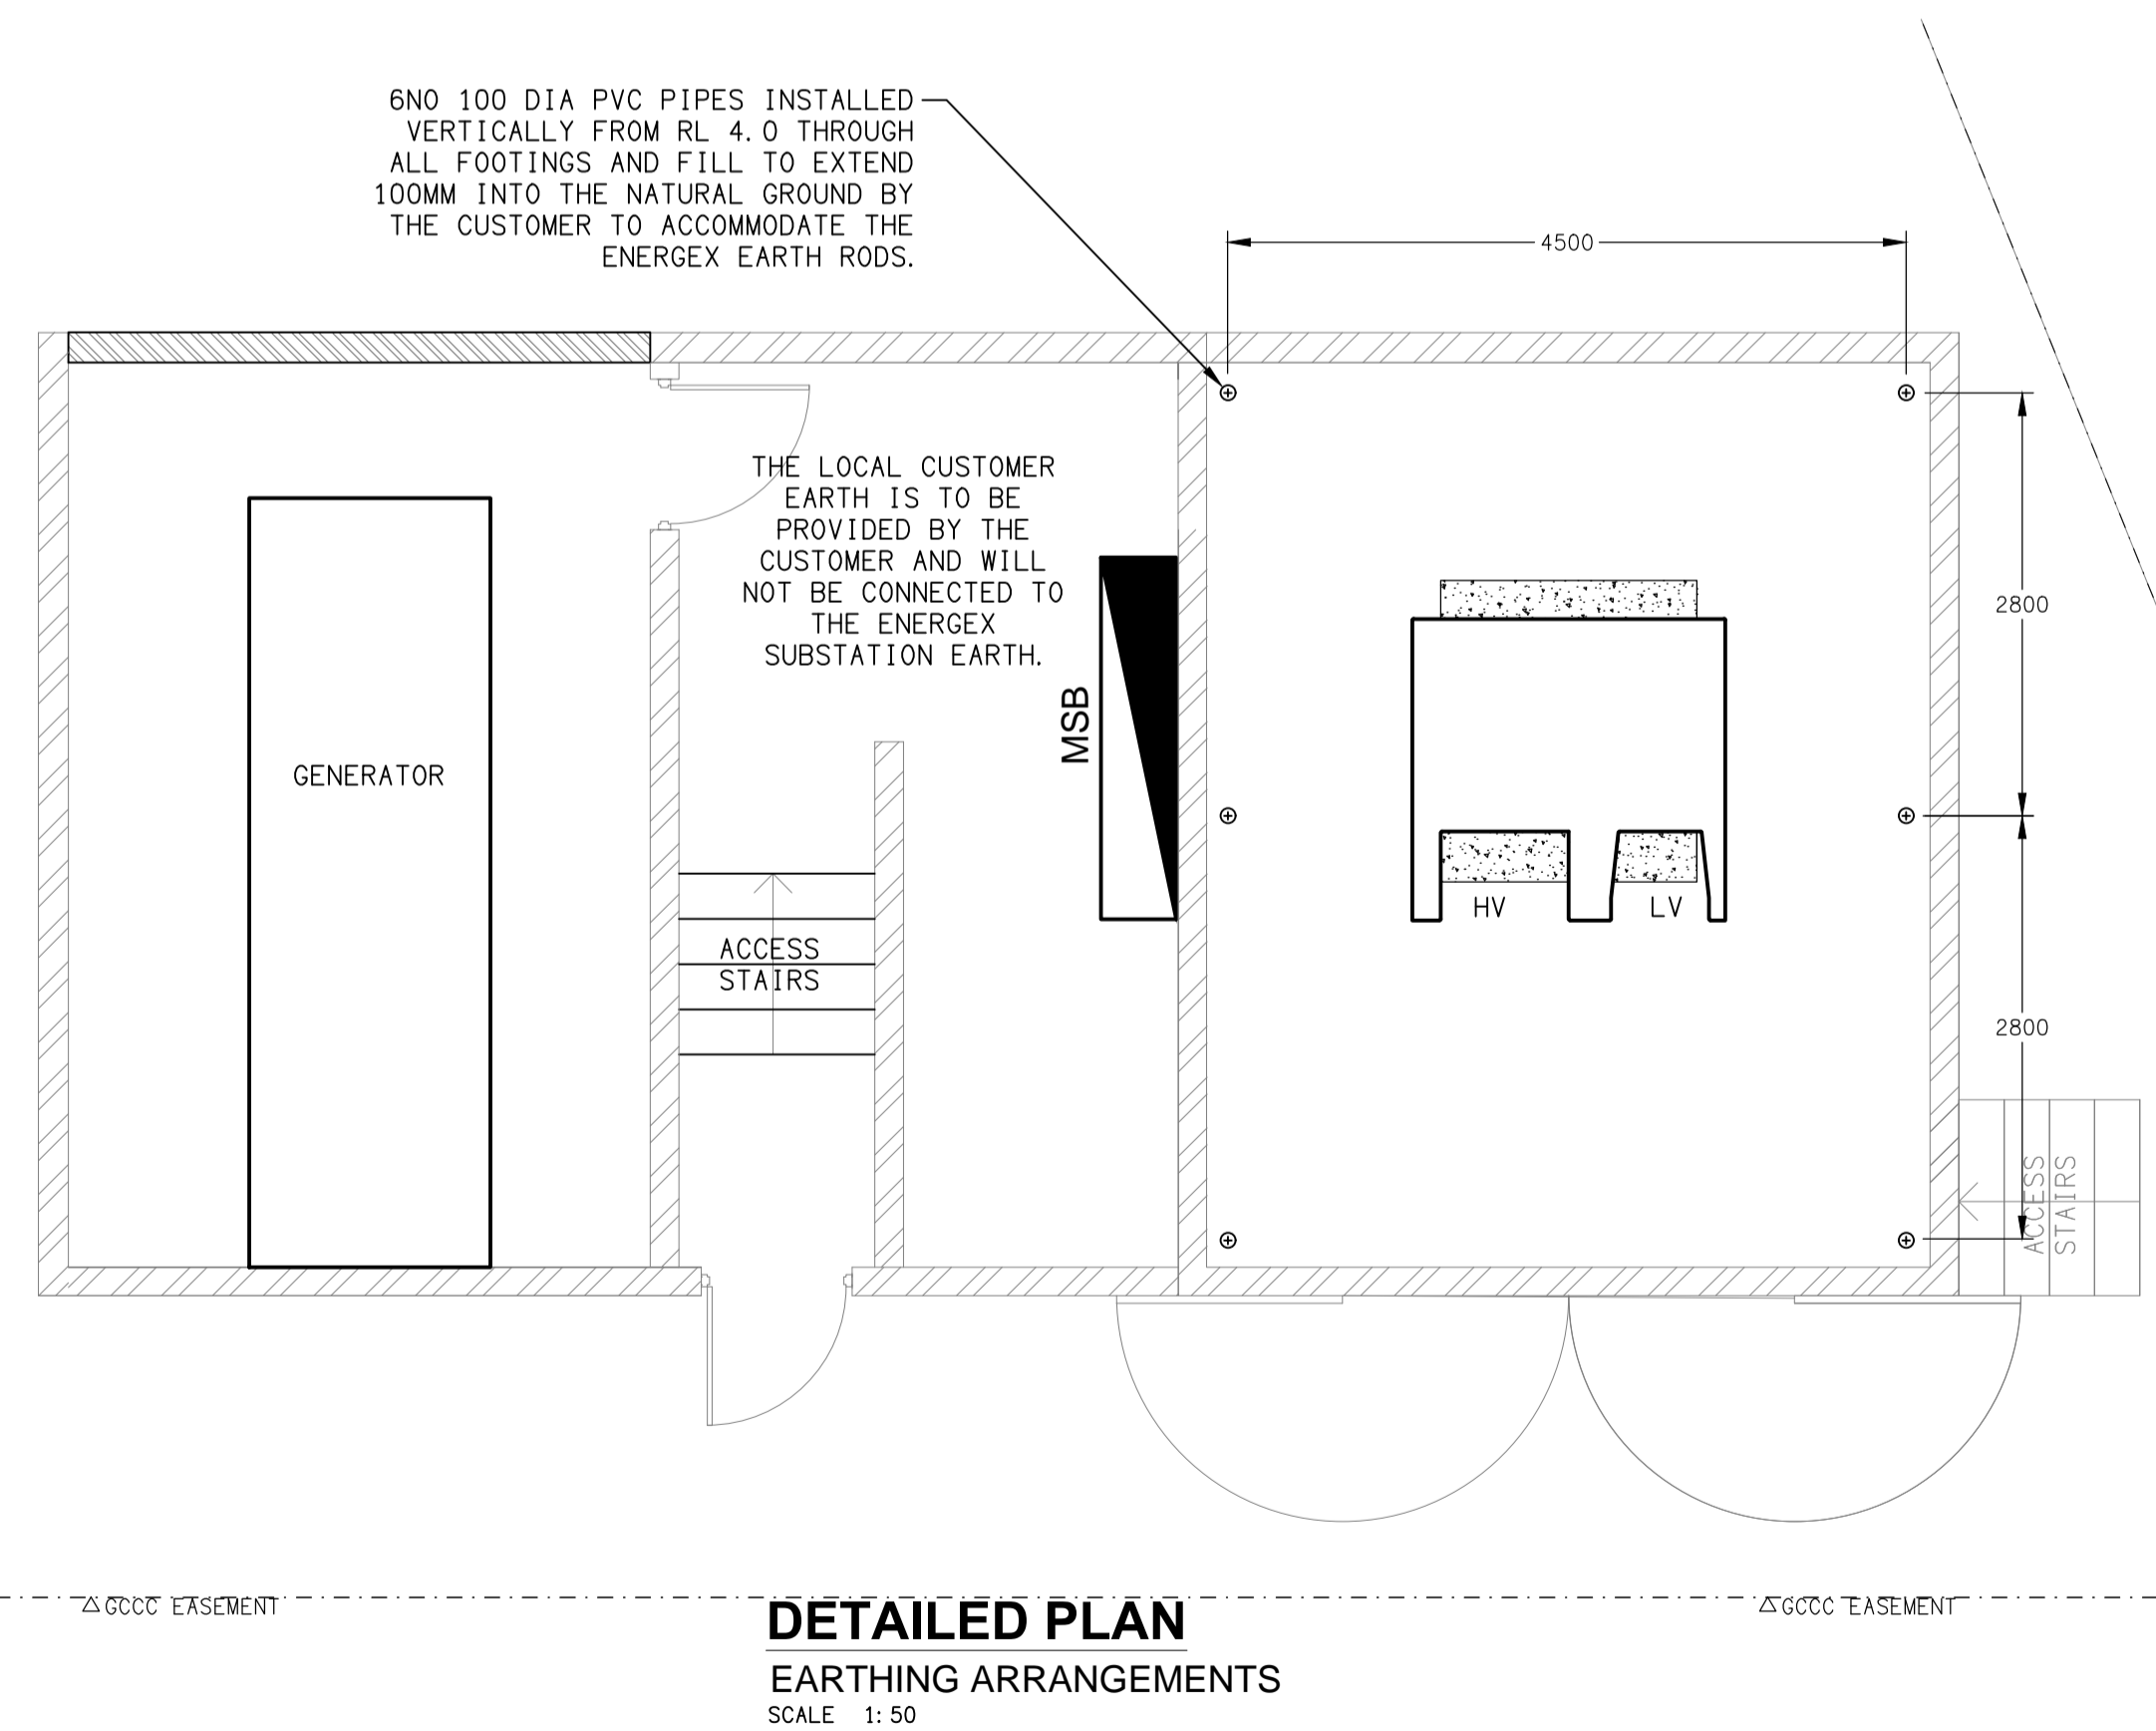 6NO 100 DIA PVC PIPES INSTALLED
VERTICALLY FROM RL 4.0 THROUGH
ALL FOOTINGS AND FILL TO EXTEND
100MM INTO THE NATURAL GROUND BY
THE CUSTOMER TO ACCOMMODATE THE
ENERGEX EARTH RODS.
4500
THE LOCAL CUSTOMER
EARTH IS TO BE
PROVIDED BY THE
CUSTOMER AND WILL
NOT BE CONNECTED TO
THE ENERGEX
SUBSTATION EARTH.
2800
MSB
GENERATOR
HV
LV
ACCESS
STAIRS
2800
ACCESS
STAIRS
GCCC EASEMENT
GCCC EASEMENT
DETAILED PLAN
EARTHING ARRANGEMENTS
SCALE 1:50